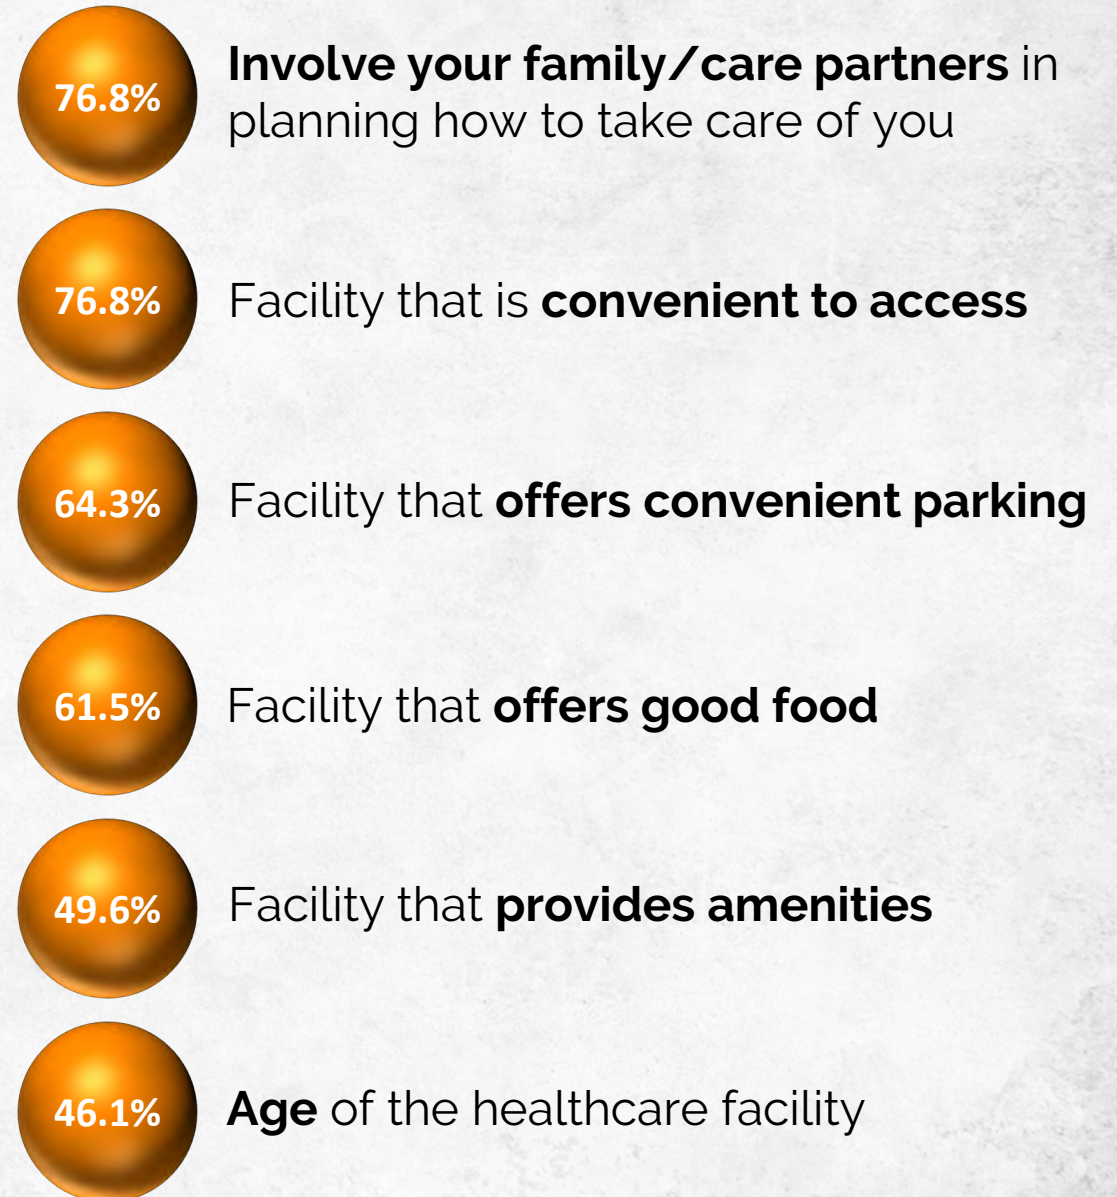 76.8%
Involve your family/care partners in
planning how to take care of you
76.8%
Facility that is convenient to access
64.3%
Facility that offers convenient parking
61.5%
Facility that offers good food
49.6%
Facility that provides amenities
46.1%
Age of the healthcare facility